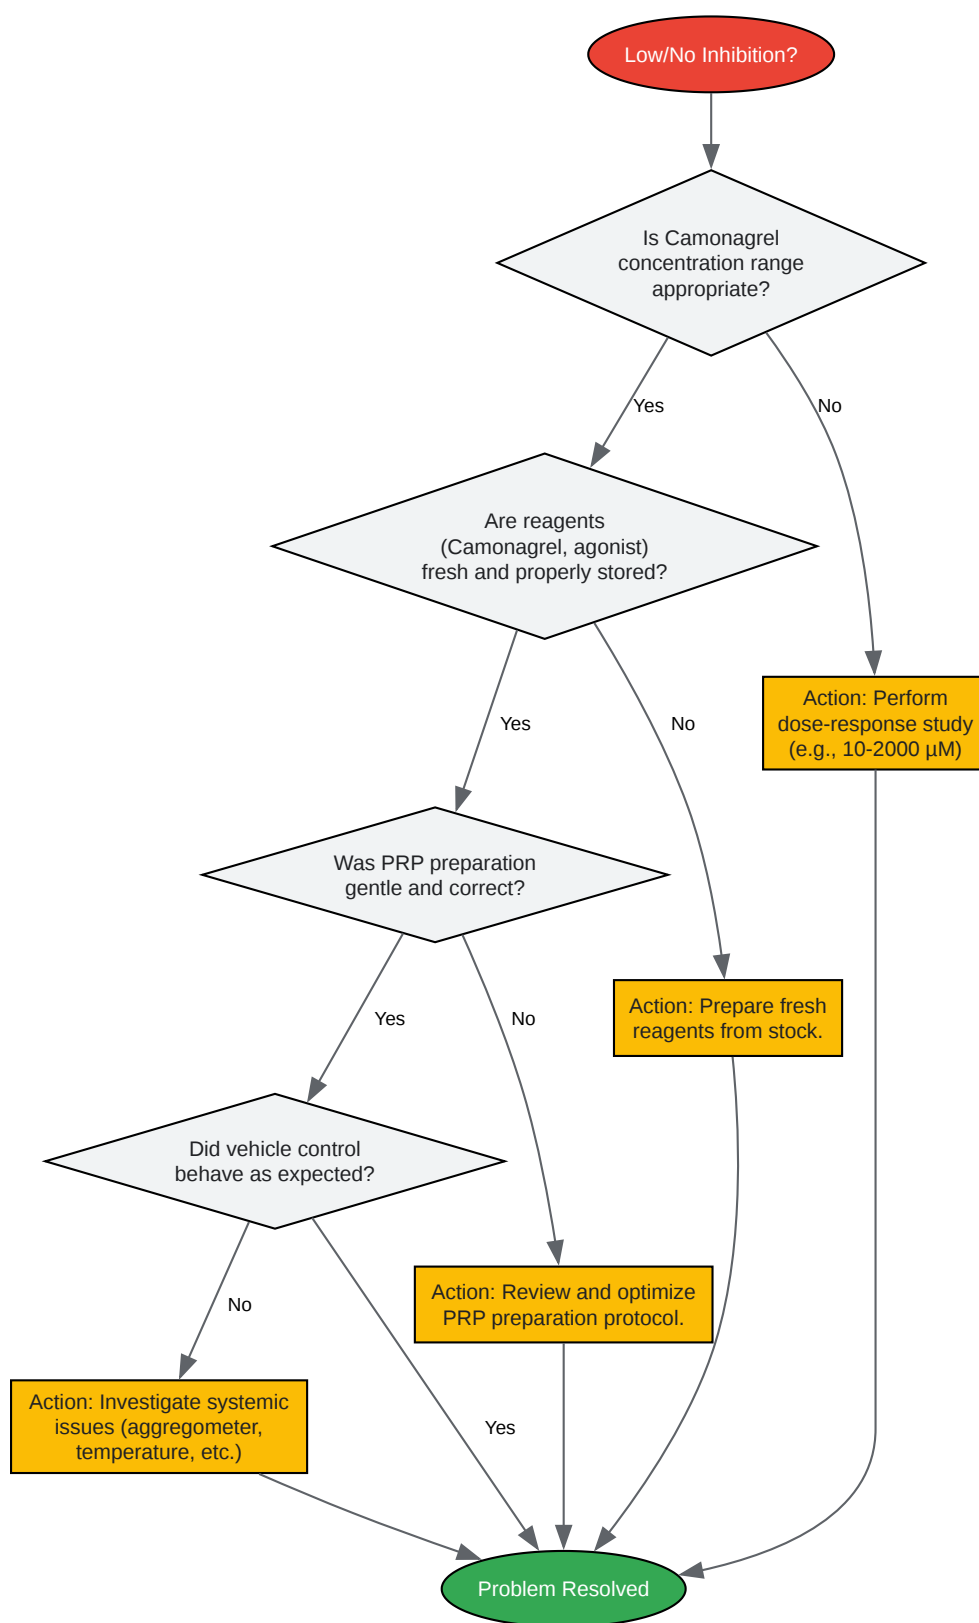 Low/No Inhibition?
Is Camonagrel
concentration range
appropriate?
Yes
No
Are reagents
(Camonagrel, agonist)
fresh and properly stored?
Yes
No
Action: Perform
dose-response study
(e.g., 10-2000 µM)
Was PRP preparation
gentle and correct?
Yes
No
Action: Prepare fresh
reagents from stock.
Did vehicle control
behave as expected?
No
Yes
Action: Review and optimize
PRP preparation protocol.
Action: Investigate systemic
issues (aggregometer,
temperature, etc.)
Problem Resolved